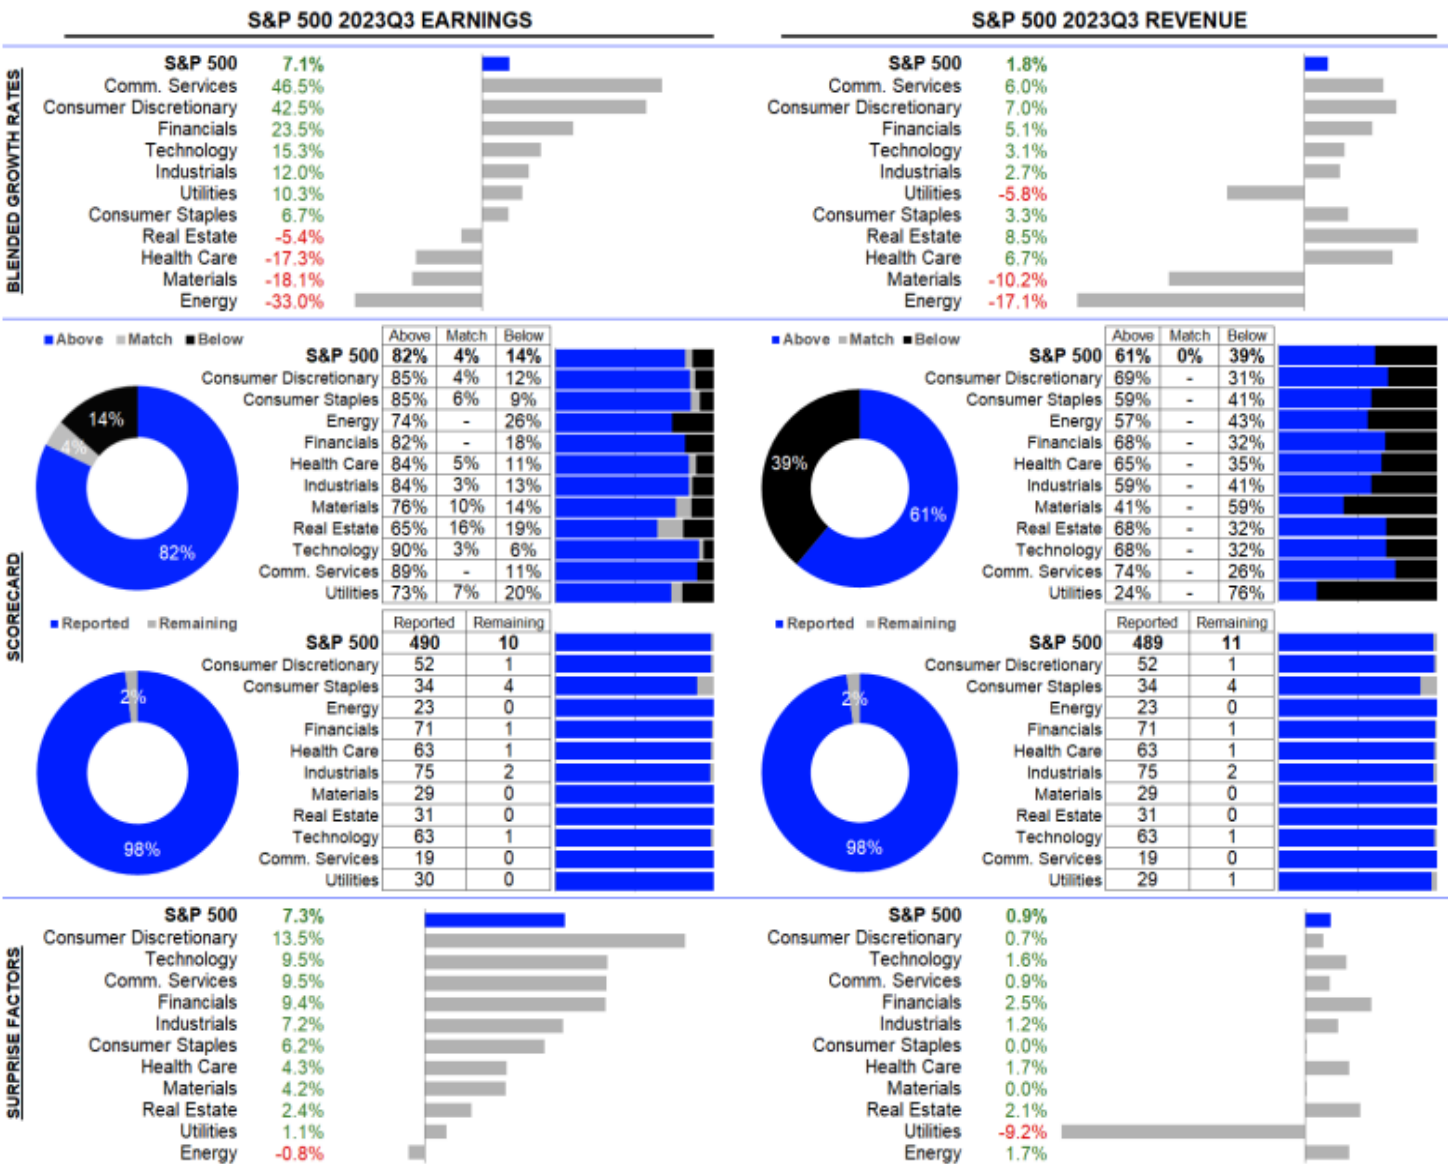 S&P 500 2023Q3 EARNINGS
BLENDED GROWTH RATES
S&P 500 7.1%
Comm. Services 46.5%
Consumer Discretionary 42.5%
Financials 23.5%
Technology 15.3%
Industrials 12.0%
Utilities 10.3%
Consumer Staples 6.7%
Real Estate -5.4%
Health Care -17.3%
Materials -18.1%
Energy -33.0%
SCORECARD
Above Match Below
14%
4%
82%
Above Match Below
S&P 500 82% 4% 14%
Consumer Discretionary 85% 4% 12%
Consumer Staples 85% 6% 9%
Energy 74% - 26%
Financials 82% - 18%
Health Care 84% 5% 11%
Industrials 84% 3% 13%
Materials 76% 10% 14%
Real Estate 65% 16% 19%
Technology 90% 3% 6%
Comm. Services 89% - 11%
Utilities 73% 7% 20%
Reported Remaining
2%
98%
Reported Remaining
S&P 500 490 10
Consumer Discretionary 52 1
Consumer Staples 34 4
Energy 23 0
Financials 71 1
Health Care 63 1
Industrials 75 2
Materials 29 0
Real Estate 31 0
Technology 63 1
Comm. Services 19 0
Utilities 30 0
SURPRISE FACTORS
S&P 500 7.3%
Consumer Discretionary 13.5%
Technology 9.5%
Comm. Services 9.5%
Financials 9.4%
Industrials 7.2%
Consumer Staples 6.2%
Health Care 4.3%
Materials 4.2%
Real Estate 2.4%
Utilities 1.1%
Energy -0.8%
S&P 500 2023Q3 REVENUE
S&P 500 1.8%
Comm. Services 6.0%
Consumer Discretionary 7.0%
Financials 5.1%
Technology 3.1%
Industrials 2.7%
Utilities -5.8%
Consumer Staples 3.3%
Real Estate 8.5%
Health Care 6.7%
Materials -10.2%
Energy -17.1%
Above Match Below
39%
61%
Above Match Below
S&P 500 61% 0% 39%
Consumer Discretionary 69% - 31%
Consumer Staples 59% - 41%
Energy 57% - 43%
Financials 68% - 32%
Health Care 65% - 35%
Industrials 59% - 41%
Materials 41% - 59%
Real Estate 68% - 32%
Technology 68% - 32%
Comm. Services 74% - 26%
Utilities 24% - 76%
Reported Remaining
2%
98%
Reported Remaining
S&P 500 489 11
Consumer Discretionary 52 1
Consumer Staples 34 4
Energy 23 0
Financials 71 1
Health Care 63 1
Industrials 75 2
Materials 29 0
Real Estate 31 0
Technology 63 1
Comm. Services 19 0
Utilities 29 1
S&P 500 0.9%
Consumer Discretionary 0.7%
Technology 1.6%
Comm. Services 0.9%
Financials 2.5%
Industrials 1.2%
Consumer Staples 0.0%
Health Care 1.7%
Materials 0.0%
Real Estate 2.1%
Utilities -9.2%
Energy 1.7%